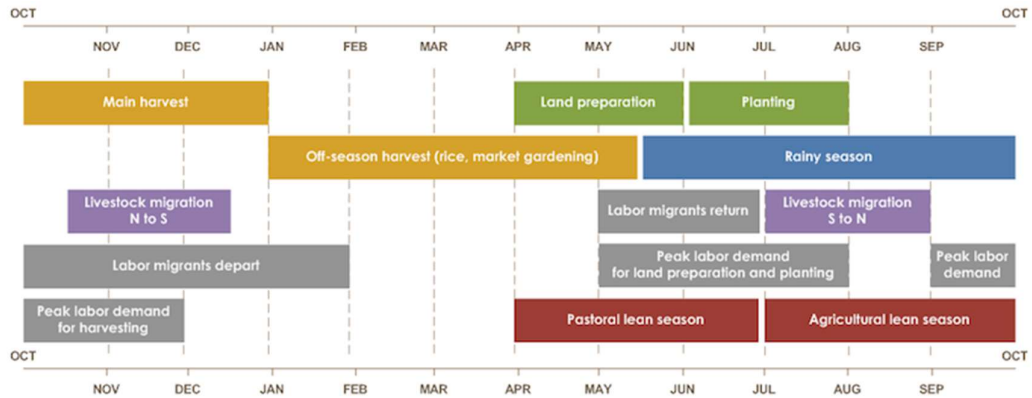 OCT OCT
NOV DEC JAN FEB MAR APR MAY JUN JUL AUG SEP
Main harvest
Land preparation
Planting
Off-season harvest (rice, market gardening)
Rainy season
Livestock migration
N to S
Labor migrants return
Livestock migration
S to N
Labor migrants depart
Peak labor demand
for land preparation and planting
Peak labor
demand
Peak labor demand
for harvesting
Pastoral lean season
Agricultural lean season
OCT OCT
NOV DEC JAN FEB MAR APR MAY JUN JUL AUG SEP